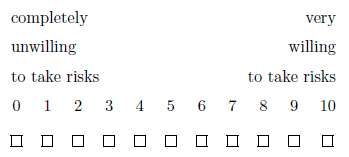 completely very
unwilling willing
to take risks to take risks
0 1 2 3 4 5 6 7 8 9 10